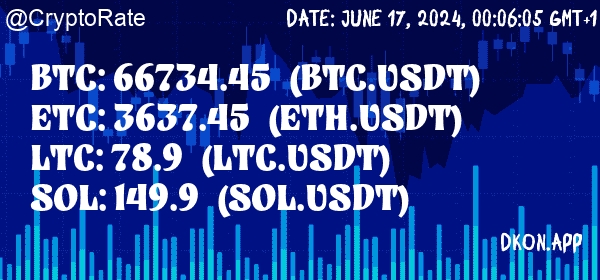 @CryptoRate
DATE: JUNE 17, 2024, 00:06:05 GMT+1
BTC: 66734.45 (BTC.USDT)
ETC: 3637.45 (ETH.USDT)
LTC: 78.9 (LTC.USDT)
SOL: 149.9 (SOL.USDT)
DKON.APP